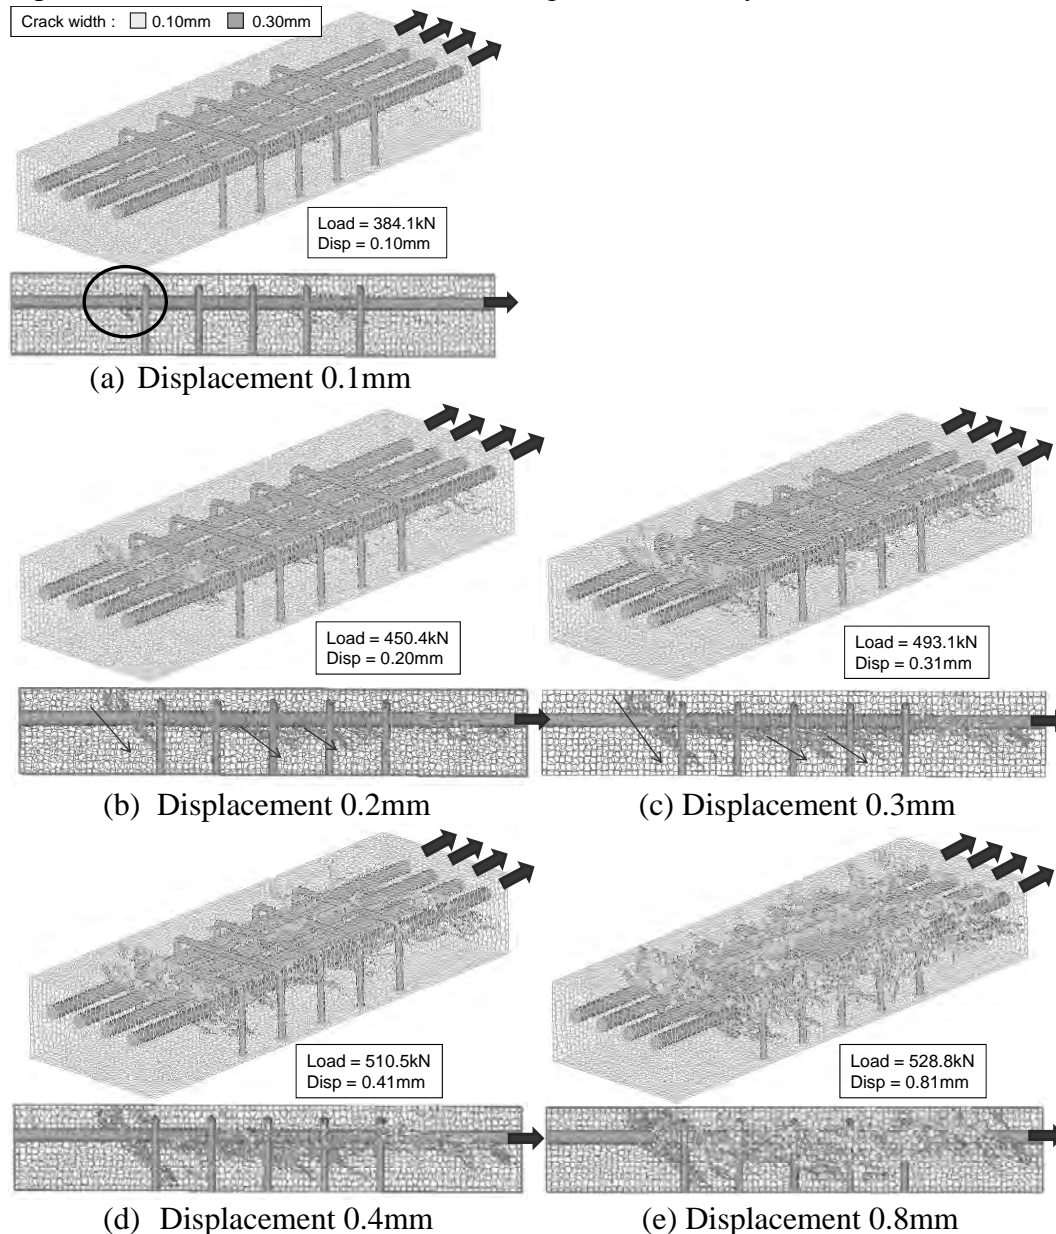 Crack width : 0.10mm 0.30mm
Load = 384.1kN
Disp = 0.10mm
(a) Displacement 0.1mm
Load = 450.4kN
Disp = 0.20mm
Load = 493.1kN
Disp = 0.31mm
(b) Displacement 0.2mm
(c) Displacement 0.3mm
Load = 510.5kN
Disp = 0.41mm
Load = 528.8kN
Disp = 0.81mm
(d) Displacement 0.4mm
(e) Displacement 0.8mm